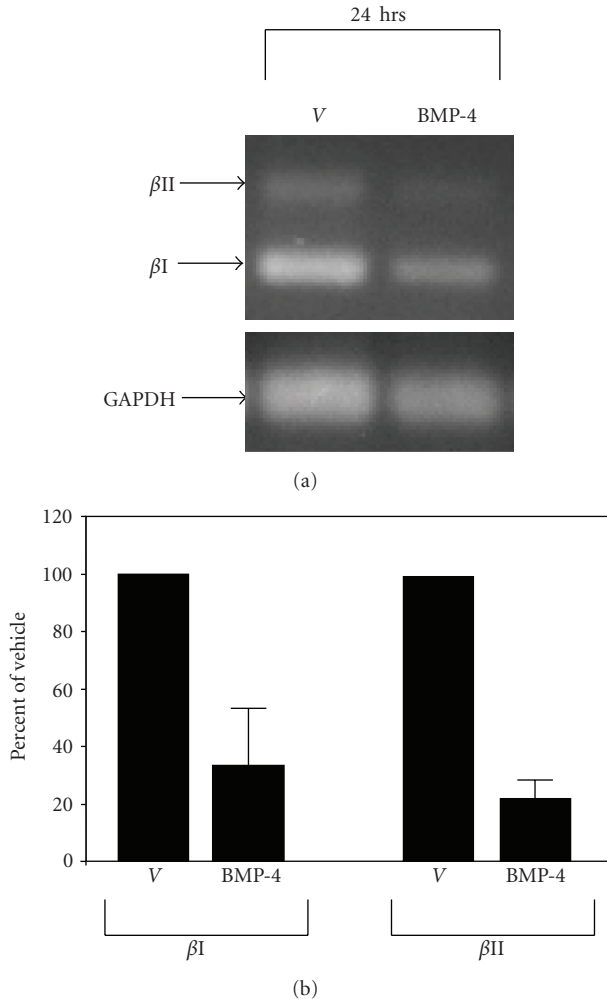 24 hrs
V BMP-4
βII
βI
GAPDH
(a)
120
100
80
60
40
20
0
Percent of vehicle
V BMP-4 V BMP-4
βI βII
(b)